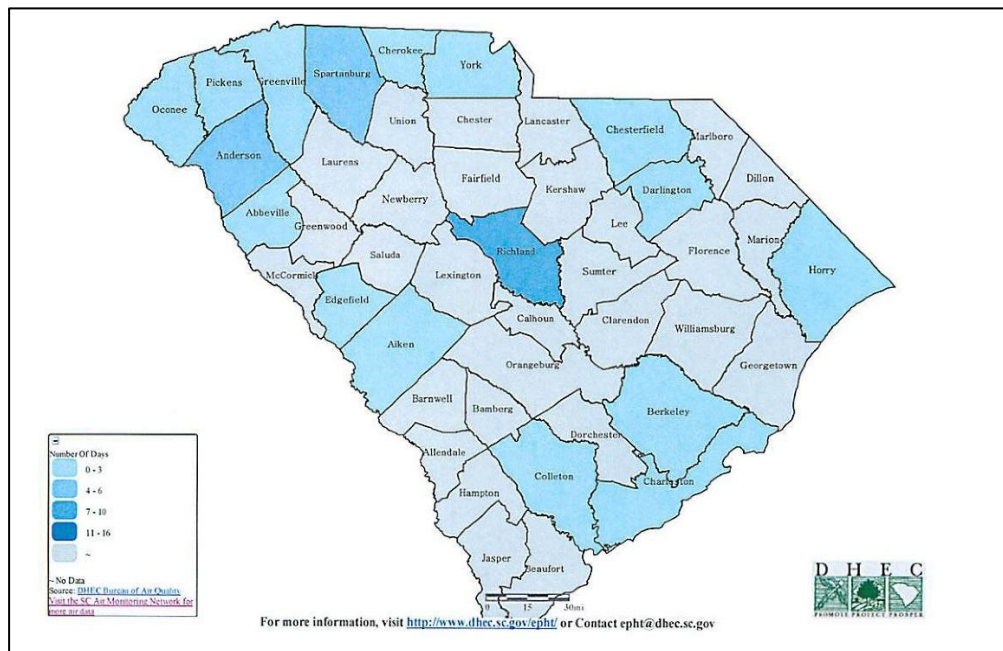 Cherokee
York
Spartanburg
Greenville
Pickens
Oconee
Union
Chester
Lancaster
Chesterfield
Marlboro
Anderson
Laurens
Dillon
Fairfield
Kershaw
Darlington
Newberry
Abbeville
Lee
Greenwood
Florence
Marion
Richland
Saluda
Horry
Lexington
Sumter
McCormick
Edgefield
Calhoun
Clarendon
Williamsburg
Aiken
Orangeburg
Georgetown
Barnwell
Bamberg
Berkeley
Dorchester
Allendale
Colleton
Charleston
Hampton
Jasper
Beaufort
Number Of Days
0 - 3
4 - 6
7 - 10
11 - 16
~
~ No Data
Source: DHEC Bureau of Air Quality
Visit the SC Air Monitoring Network for
more air data
0 15 30mi
For more information, visit http://www.dhec.sc.gov/epht/ or Contact epht@dhec.sc.gov
D H E C
PROMOTE PROTECT PROSPER